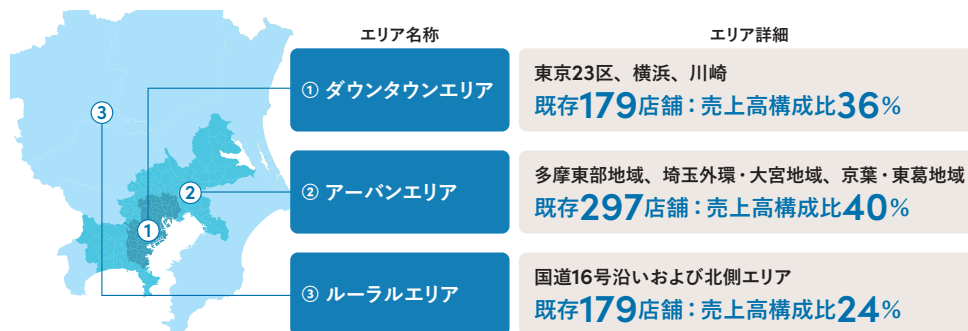 エリア名称
エリア詳細
① ダウンタウンエリア
東京23区、横浜、川崎
既存179店舗：売上高構成比36%
② アーバンエリア
多摩東部地域、埼玉外環・大宮地域、京葉・東葛地域
既存297店舗：売上高構成比40%
③ ルーラルエリア
国道16号沿いおよび北側エリア
既存179店舗：売上高構成比24%
③
②
①